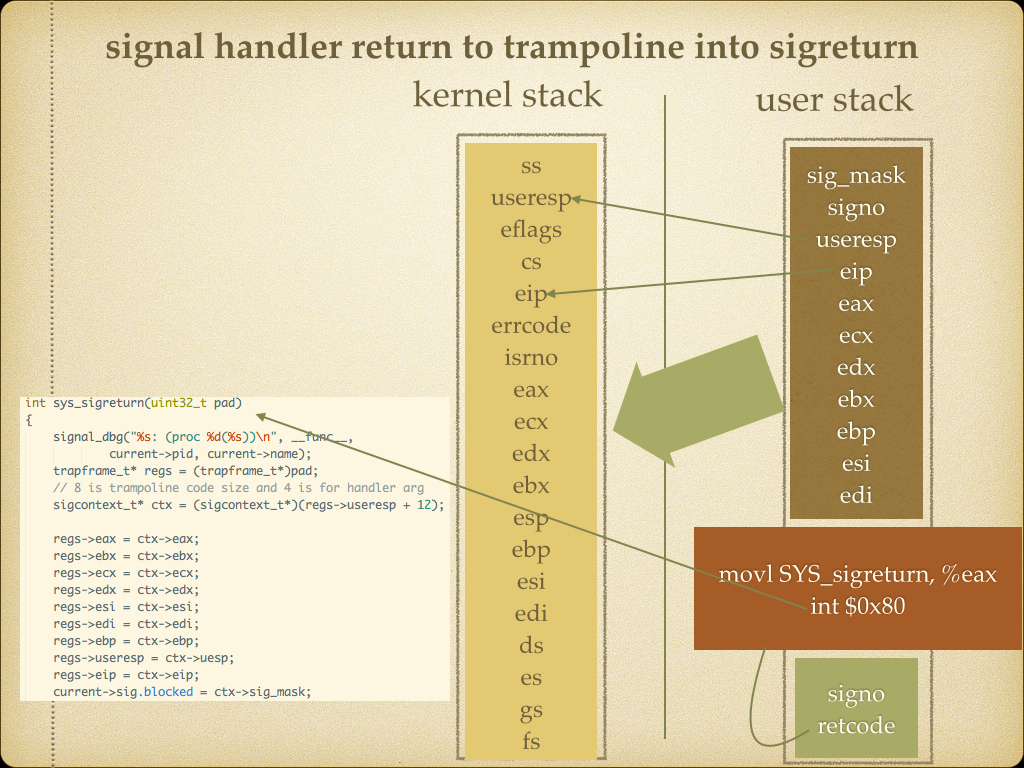 signal handler return to trampoline into sigreturn
kernel stack
user stack
ss
useresp
eflags
cs
eip
errcode
isrno
eax
ecx
edx
ebx
esp
ebp
esi
edi
ds
es
gs
fs
sig_mask
signo
useresp
eip
eax
ecx
edx
ebx
ebp
esi
edi
movl SYS_sigreturn, %eax
int $0x80
signo
retcode
int sys_sigreturn(uint32_t pad)
{
signal_dbg("%s: (proc %d(%s))\n", __func__,
current->pid, current->name);
trapframe_t* regs = (trapframe_t*)pad;
// 8 is trampoline code size and 4 is for handler arg
sigcontext_t* ctx = (sigcontext_t*)(regs->useresp + 12);
regs->eax = ctx->eax;
regs->ebx = ctx->ebx;
regs->ecx = ctx->ecx;
regs->edx = ctx->edx;
regs->esi = ctx->esi;
regs->edi = ctx->edi;
regs->ebp = ctx->ebp;
regs->useresp = ctx->uesp;
regs->eip = ctx->eip;
current->sig.blocked = ctx->sig_mask;